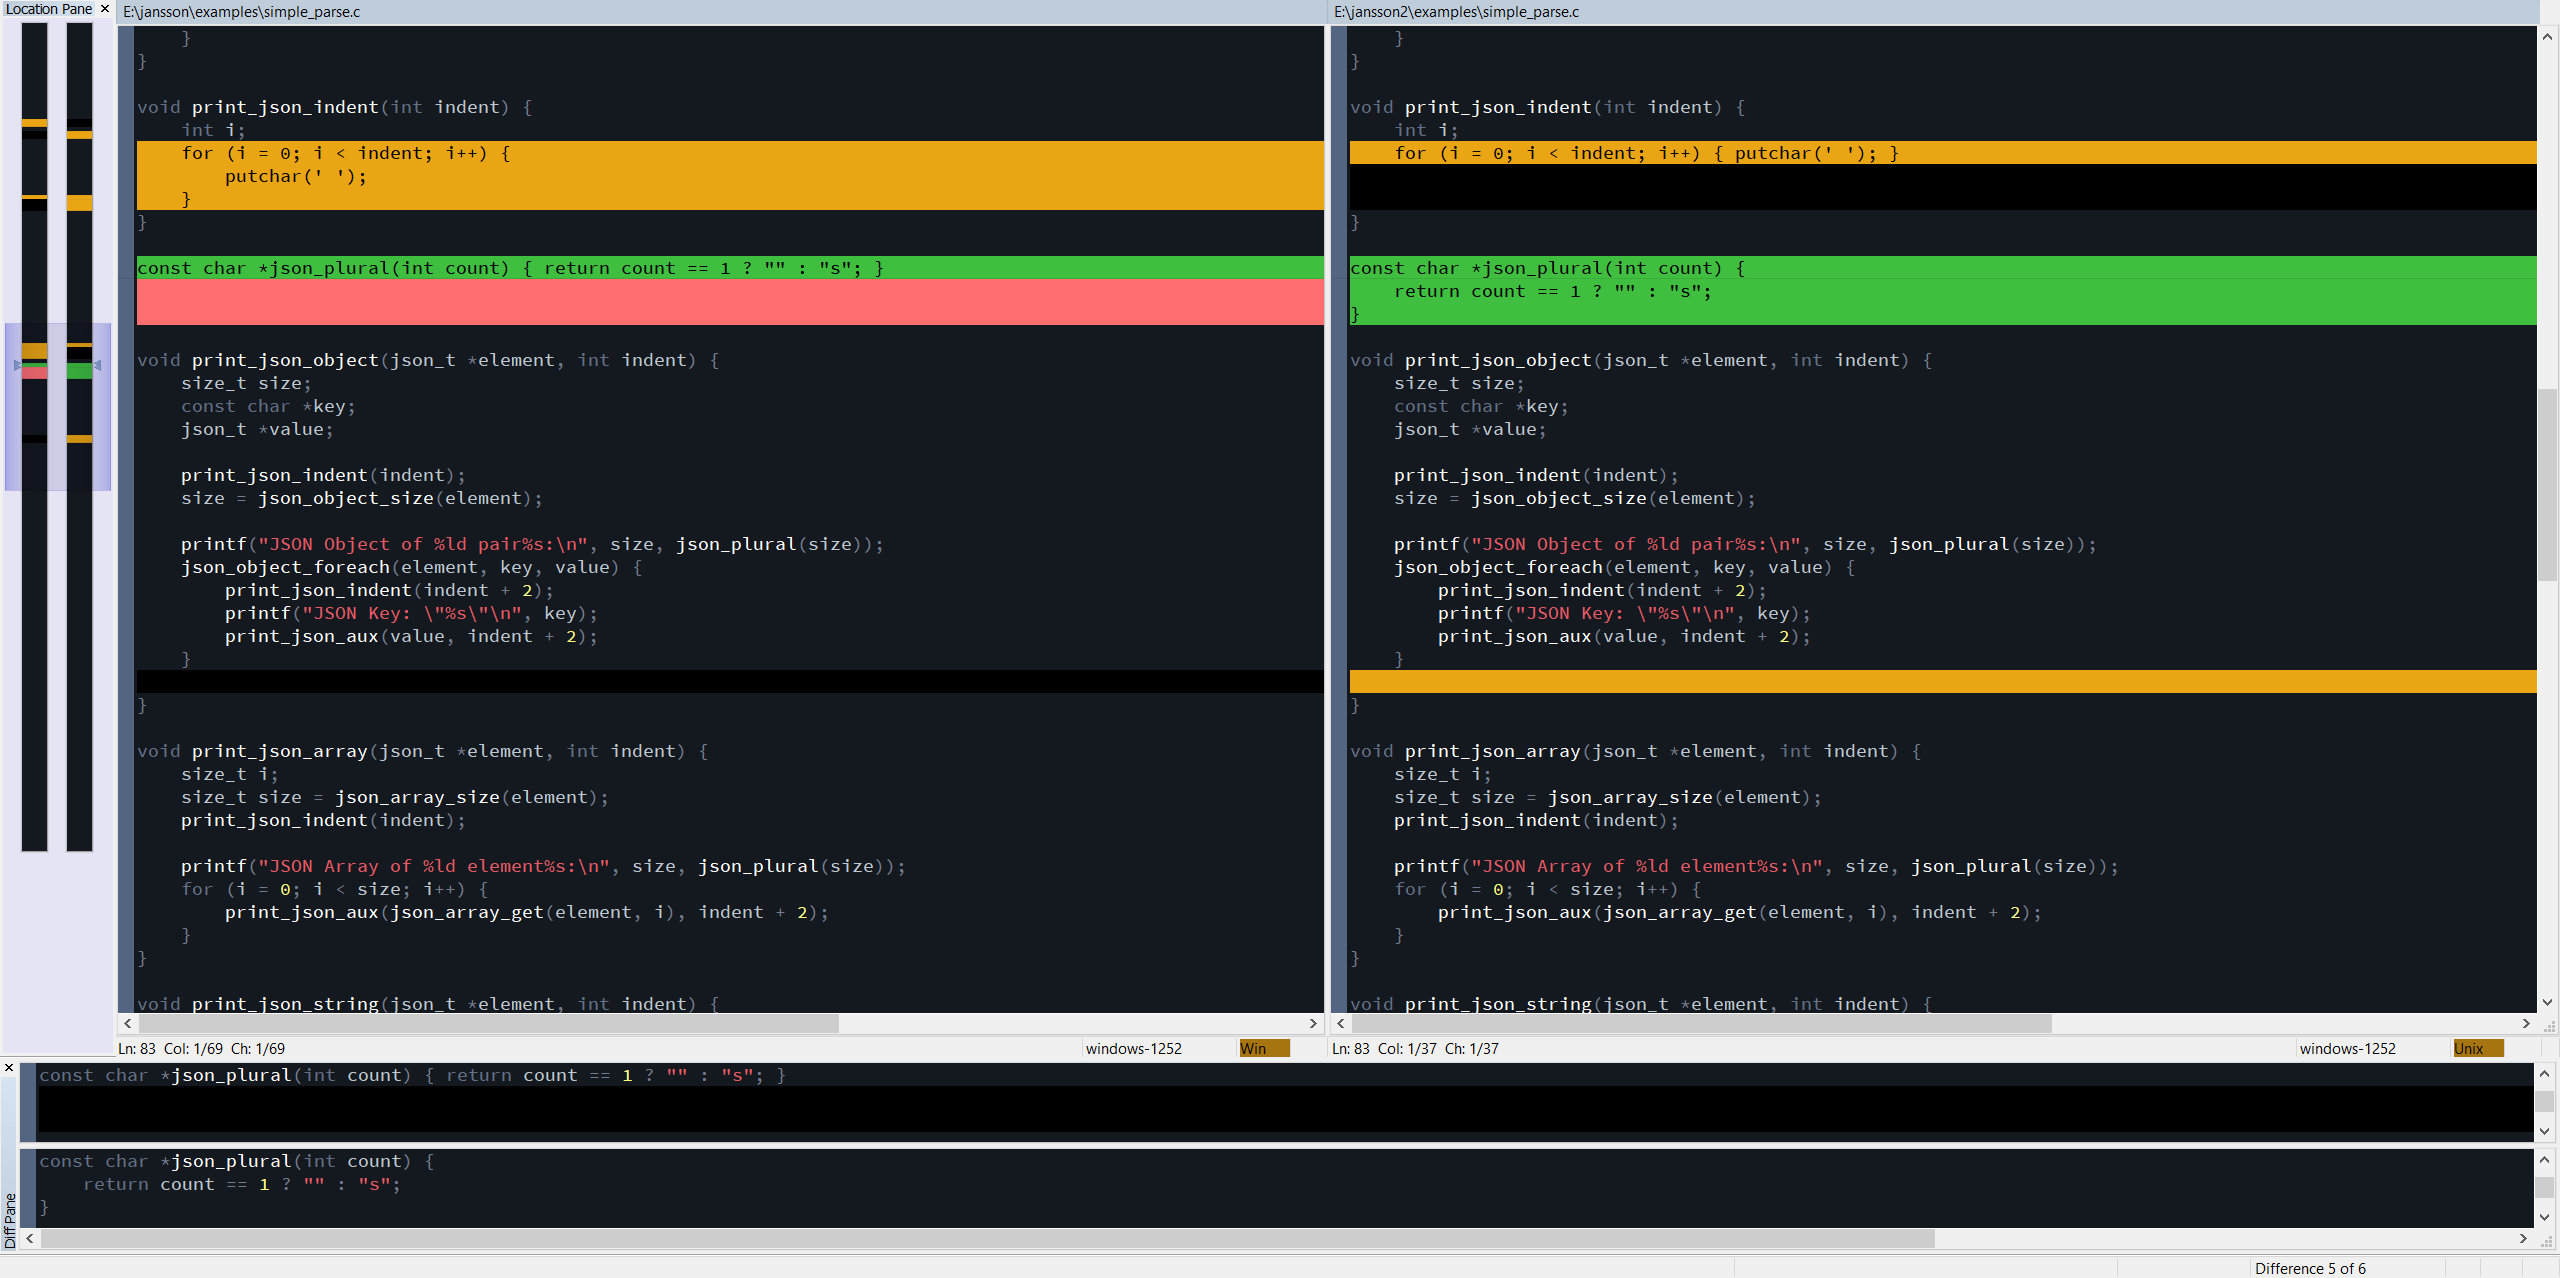 Location Pane ×
E:\jansson\examples\simple_parse.c
    }
}
void print_json_indent(int indent) {
    int i;
    for (i = 0; i < indent; i++) {
        putchar(' ');
    }
}
const char *json_plural(int count) { return count == 1 ? "" : "s"; }
void print_json_object(json_t *element, int indent) {
    size_t size;
    const char *key;
    json_t *value;
    print_json_indent(indent);
    size = json_object_size(element);
    printf("JSON Object of %ld pair%s:\n", size, json_plural(size));
    json_object_foreach(element, key, value) {
        print_json_indent(indent + 2);
        printf("JSON Key: \"%s\"\n", key);
        print_json_aux(value, indent + 2);
    }
}
void print_json_array(json_t *element, int indent) {
    size_t i;
    size_t size = json_array_size(element);
    print_json_indent(indent);
    printf("JSON Array of %ld element%s:\n", size, json_plural(size));
    for (i = 0; i < size; i++) {
        print_json_aux(json_array_get(element, i), indent + 2);
    }
}
void print_json_string(json_t *element, int indent) {
Ln: 83 Col: 1/69 Ch: 1/69
windows-1252
Win
E:\jansson2\examples\simple_parse.c
    }
}
void print_json_indent(int indent) {
    int i;
    for (i = 0; i < indent; i++) { putchar(' '); }
}
const char *json_plural(int count) {
    return count == 1 ? "" : "s";
}
void print_json_object(json_t *element, int indent) {
    size_t size;
    const char *key;
    json_t *value;
    print_json_indent(indent);
    size = json_object_size(element);
    printf("JSON Object of %ld pair%s:\n", size, json_plural(size));
    json_object_foreach(element, key, value) {
        print_json_indent(indent + 2);
        printf("JSON Key: \"%s\"\n", key);
        print_json_aux(value, indent + 2);
    }
}
void print_json_array(json_t *element, int indent) {
    size_t i;
    size_t size = json_array_size(element);
    print_json_indent(indent);
    printf("JSON Array of %ld element%s:\n", size, json_plural(size));
    for (i = 0; i < size; i++) {
        print_json_aux(json_array_get(element, i), indent + 2);
    }
}
void print_json_string(json_t *element, int indent) {
Ln: 83 Col: 1/37 Ch: 1/37
windows-1252
Unix
Diff Pane ×
const char *json_plural(int count) { return count == 1 ? "" : "s"; }
const char *json_plural(int count) {
    return count == 1 ? "" : "s";
}
Difference 5 of 6